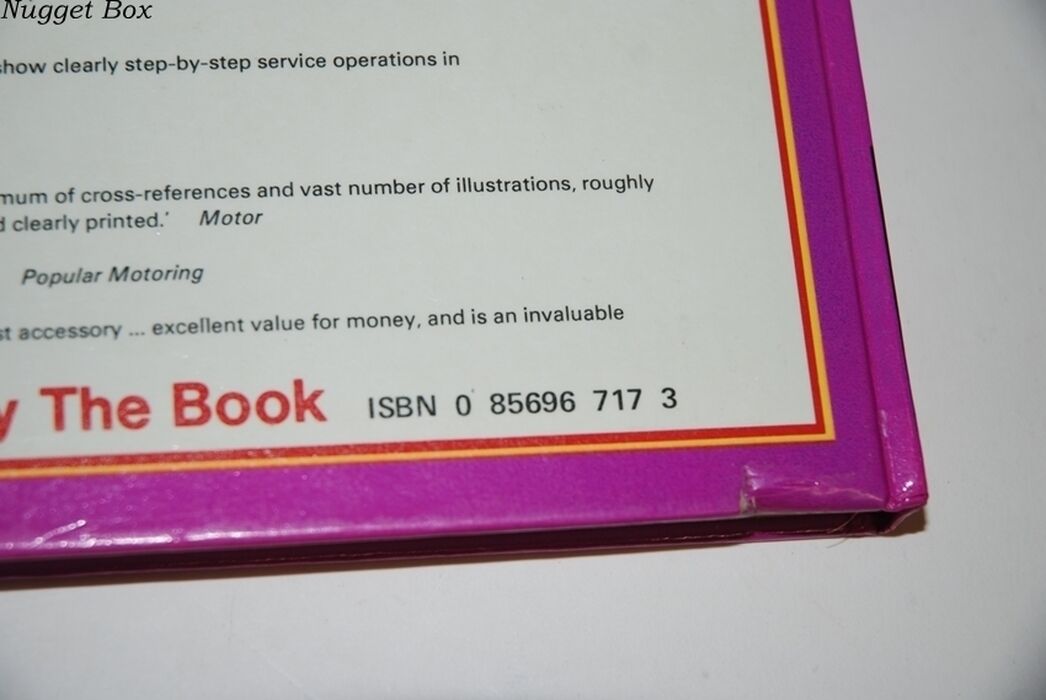 Nugget Box
show clearly step-by-step service operations in
of cross-references and vast number of illustrations, roughly
clearly printed.' Motor
Popular Motoring
accessory ... excellent value for money, and is an invaluable
The Book ISBN 0 85696 717 3